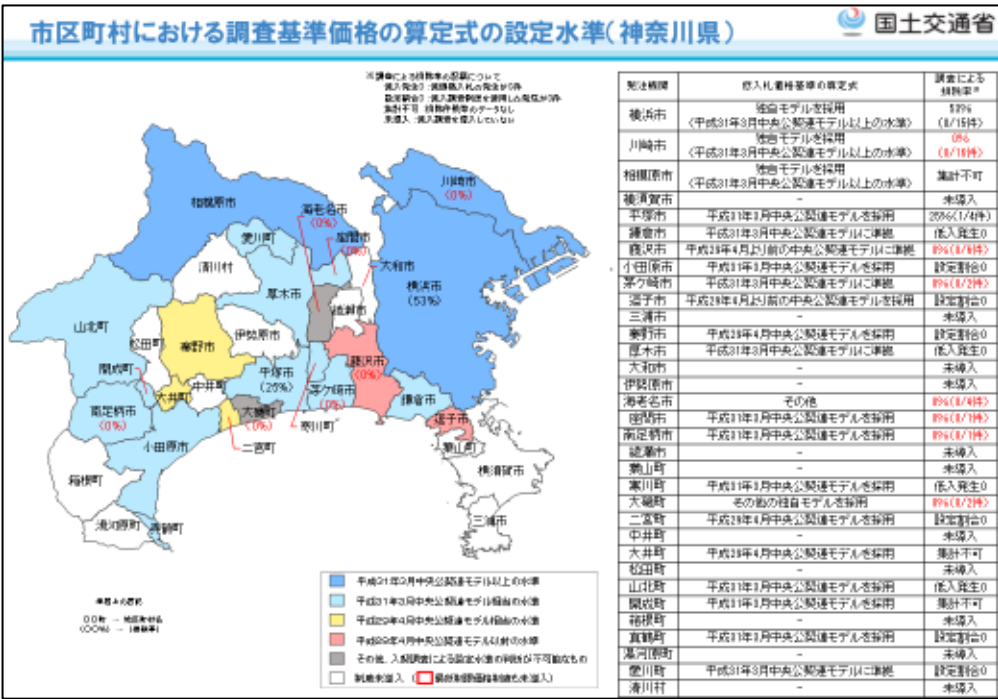 市区町村における調査基準価格の算定式の設定水準(神奈川県)
国土交通省
発注機関 低入札価格基準の算定式 調査による
排除率※
横浜市 独自モデルを採用
(平成31年3月中央公契連モデル以上の水準)
53%
(8/15件)
川崎市 独自モデルを採用
(平成31年3月中央公契連モデル以上の水準)
0%
相模原市 独自モデルを採用
(平成31年3月中央公契連モデル以上の水準)
集計不可
横須賀市 - 未導入
平塚市 平成31年3月中央公契連モデルを採用 25%(1/4件)
鎌倉市 平成31年3月中央公契連モデルに準拠 低入発生0
藤沢市 平成28年4月より前の中央公契連モデルに準拠
小田原市 平成31年3月中央公契連モデルを採用 設定割合0
茅ケ崎市 平成31年3月中央公契連モデルに準拠 0%(0/2件)
逗子市 平成28年4月より前の中央公契連モデルを採用 設定割合0
三浦市 - 未導入
秦野市 平成29年4月中央公契連モデルを採用 設定割合0
厚木市 平成31年3月中央公契連モデルに準拠 低入発生0
大和市 - 未導入
伊勢原市 - 未導入
海老名市 その他 0%(0/4件)
座間市 平成31年3月中央公契連モデルを採用 0%(0/1件)
南足柄市 平成31年3月中央公契連モデルを採用 0%(0/1件)
綾瀬市 - 未導入
葉山町 - 未導入
寒川町 平成31年3月中央公契連モデルを採用 低入発生0
大磯町 その他の独自モデルを採用 0%(0/2件)
二宮町 平成29年4月中央公契連モデルを採用 設定割合0
中井町 - 未導入
大井町 平成29年4月中央公契連モデルを採用 集計不可
松田町 - 未導入
山北町 平成31年3月中央公契連モデルを採用 低入発生0
開成町 平成31年3月中央公契連モデルを採用 集計不可
箱根町 - 未導入
真鶴町 平成31年3月中央公契連モデルを採用 設定割合0
湯河原町 - 未導入
愛川町 平成31年3月中央公契連モデルに準拠 設定割合0
清川村 - 未導入
川崎市
(0%)
相模原市
海老名市
(0%)
愛川町
座間市
(0%)
清川村
大和市
横浜市
(53%)
厚木市
綾瀬市
山北町
松田町
秦野市
伊勢原市
開成町
藤沢市
(0%)
平塚市
(25%)
茅ケ崎市
(0%)
大井町
中井町
鎌倉市
南足柄市
(0%)
大磯町
(0%)
寒川町
逗子市
小田原市
二宮町
葉山町
横須賀市
箱根町
三浦市
湯河原町
真鶴町
平成31年3月中央公契連モデル以上の水準
平成31年3月中央公契連モデル相当の水準
平成29年4月中央公契連モデル相当の水準
平成28年4月中央公契連モデル以前の水準
制度未導入 (最低制限価格制度も未導入)